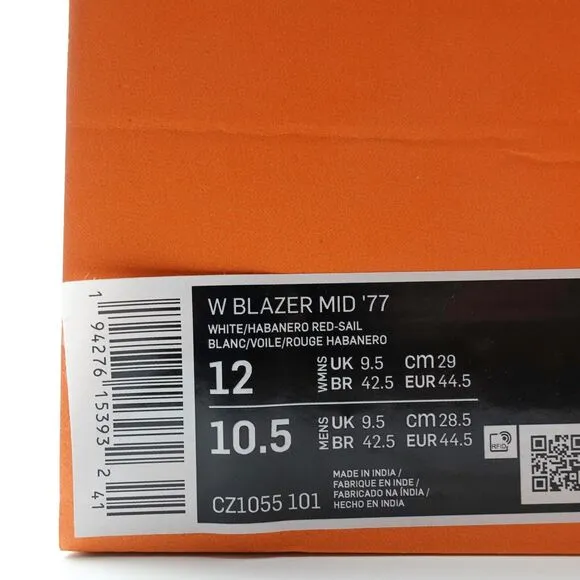 W BLAZER MID '77
WHITE/HABANERO RED-SAIL
BLANC/VOILE/ROUGE HABANERO
12 WMNS UK 9.5 CM 29
BR 42.5 EUR 44.5
10.5 MENS UK 9.5 CM 28.5
BR 42.5 EUR 44.5
RFID
MADE IN INDIA /
FABRIQUE EN INDE /
FABRICADO NA ÍNDIA /
HECHO EN INDIA
CZ1055 101
1 94276 15393 2 41